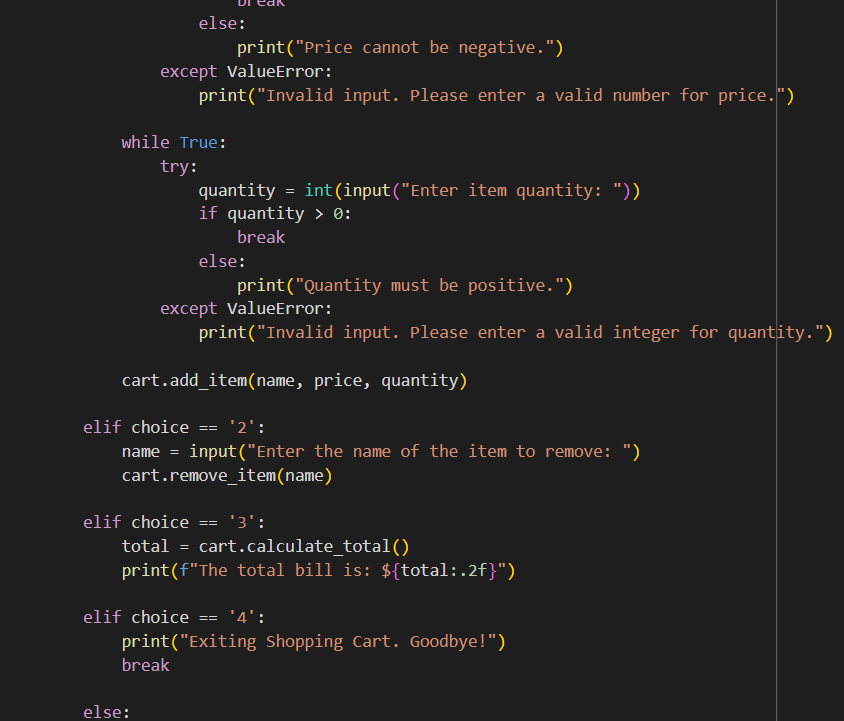 break
            else:
                print("Price cannot be negative.")
        except ValueError:
            print("Invalid input. Please enter a valid number for price.")

    while True:
        try:
            quantity = int(input("Enter item quantity: "))
            if quantity > 0:
                break
            else:
                print("Quantity must be positive.")
        except ValueError:
            print("Invalid input. Please enter a valid integer for quantity.")

    cart.add_item(name, price, quantity)

elif choice == '2':
    name = input("Enter the name of the item to remove: ")
    cart.remove_item(name)

elif choice == '3':
    total = cart.calculate_total()
    print(f"The total bill is: ${total:.2f}")

elif choice == '4':
    print("Exiting Shopping Cart. Goodbye!")
    break

else: